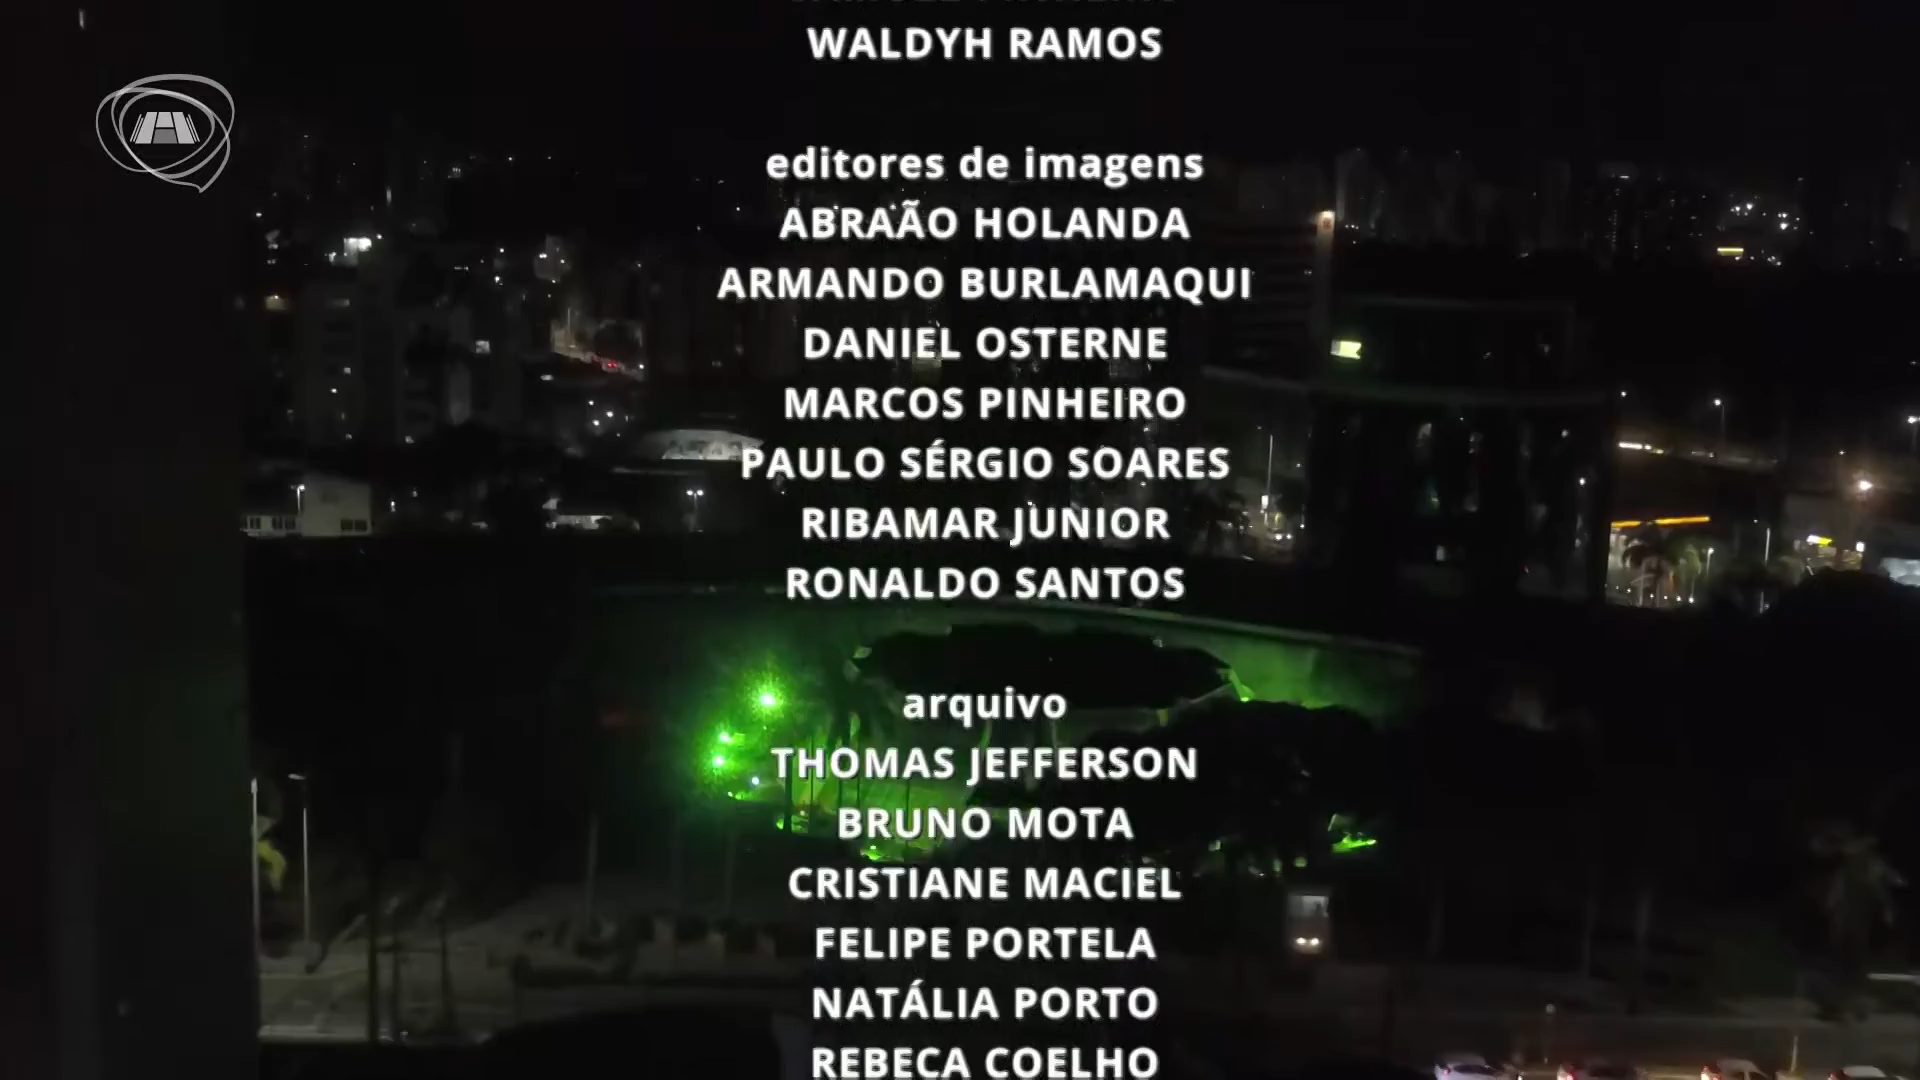 WALDYH RAMOS
editores de imagens
ABRAÃO HOLANDA
ARMANDO BURLAMAQUI
DANIEL OSTERNE
MARCOS PINHEIRO
PAULO SÉRGIO SOARES
RIBAMAR JUNIOR
RONALDO SANTOS
arquivo
THOMAS JEFFERSON
BRUNO MOTA
CRISTIANE MACIEL
FELIPE PORTELA
NATÁLIA PORTO
REBECA COELHO